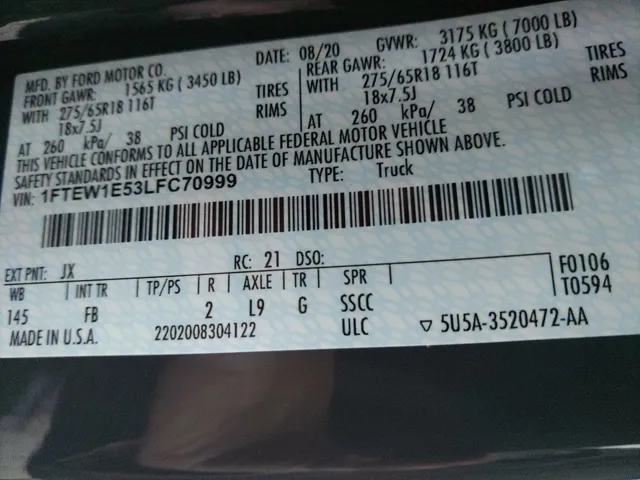 MFD. BY FORD MOTOR CO. DATE: 08/20 GVWR: 3175 KG ( 7000 LB)
FRONT GAWR: 1565 KG ( 3450 LB) REAR GAWR: 1724 KG ( 3800 LB)
WITH 275/65R18 116T TIRES WITH 275/65R18 116T TIRES
18x7.5J RIMS 18x7.5J RIMS
AT 260 kPa/ 38 PSI COLD AT 260 kPa/ 38 PSI COLD
THIS VEHICLE CONFORMS TO ALL APPLICABLE FEDERAL MOTOR VEHICLE
SAFETY STANDARDS IN EFFECT ON THE DATE OF MANUFACTURE SHOWN ABOVE.
VIN: 1FTEW1E53LFC70999 TYPE: Truck
EXT PNT: JX RC: 21 DSO:
WB INT TR TP/PS R AXLE TR SPR F0106
145 FB 2 L9 G SSCC T0594
MADE IN U.S.A. 2202008304122 ULC ▽ 5U5A-3520472-AA